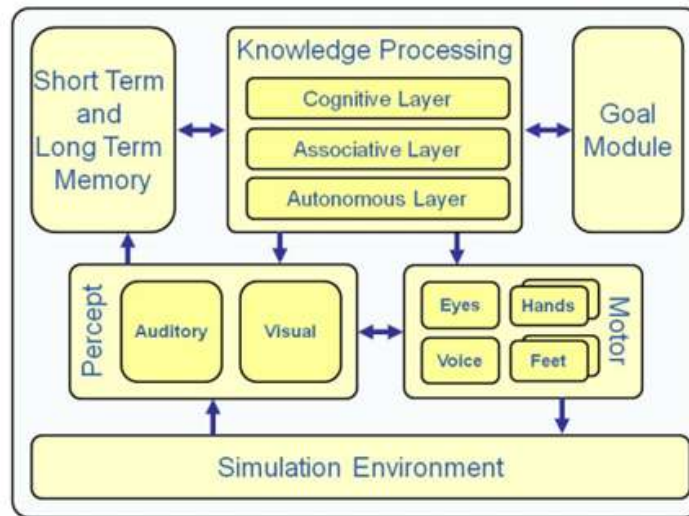 Short Term
and
Long Term
Memory
Knowledge Processing
Cognitive Layer
Associative Layer
Autonomous Layer
Goal
Module
Percept
Auditory
Visual
Eyes
Hands
Voice
Feet
Motor
Simulation Environment